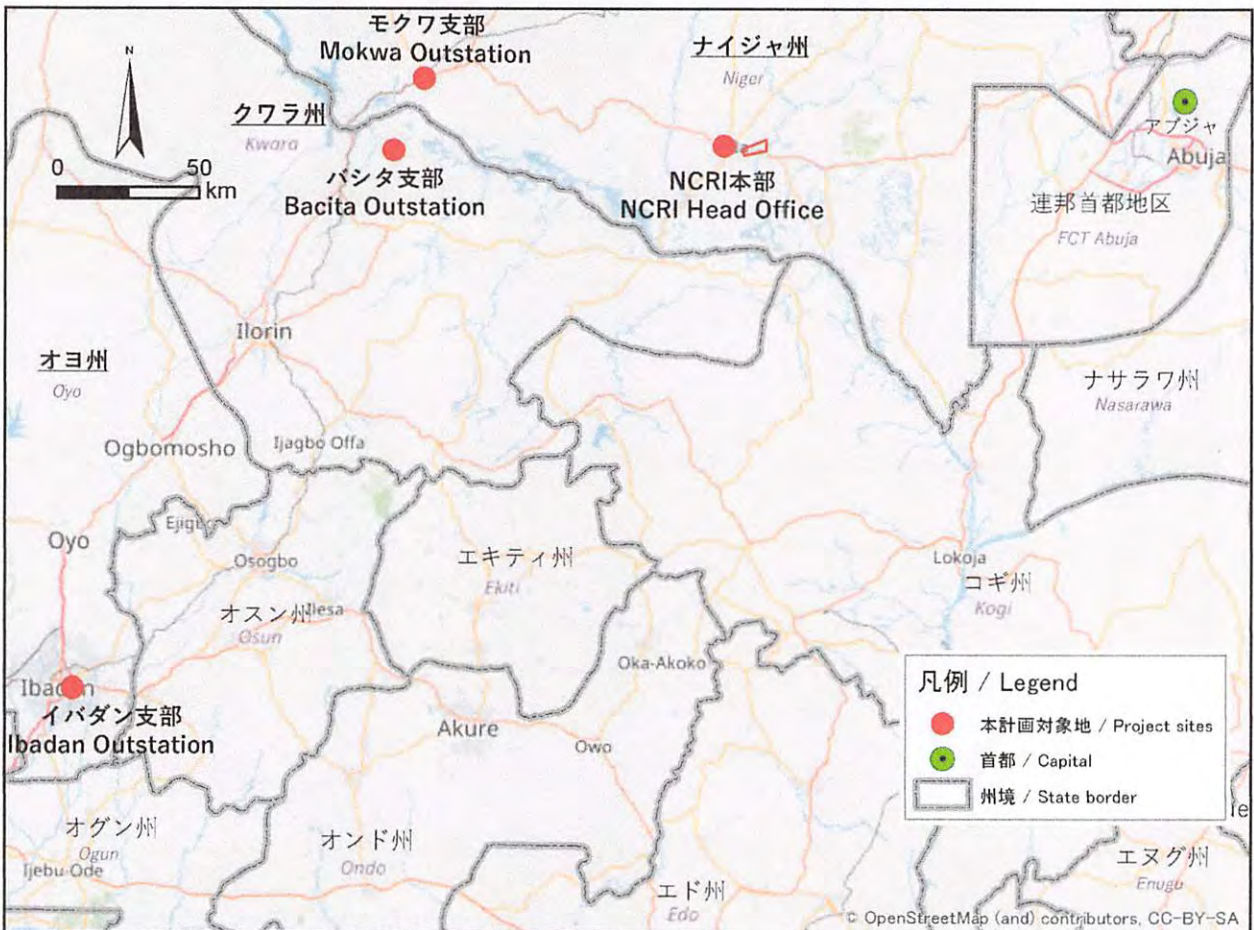 モクワ支部
Mokwa Outstation
ナイジャ州
Niger
N
クワラ州
Kwara
アブジャ
Abuja
0 50
km
バシタ支部
Bacita Outstation
NCRI本部
NCRI Head Office
連邦首都地区
FCT Abuja
Ilorin
オヨ州
Oyo
ナサラワ州
Nasarawa
Ogbomosho
Ijagbo Offa
Oyo
Osogbo
エキティ州
Ekiti
Lokoja
コギ州
Kogi
オスン州
Osun
Oka-Akoko
Ibadan
イバダン支部
Ibadan Outstation
Akure
Owo
凡例 / Legend
本計画対象地 / Project sites
首都 / Capital
州境 / State border
オグン州
Ogun
Ijebu-Ode
オンド州
Ondo
エド州
Edo
エヌグ州
Enugu
© OpenStreetMap (and) contributors, CC-BY-SA